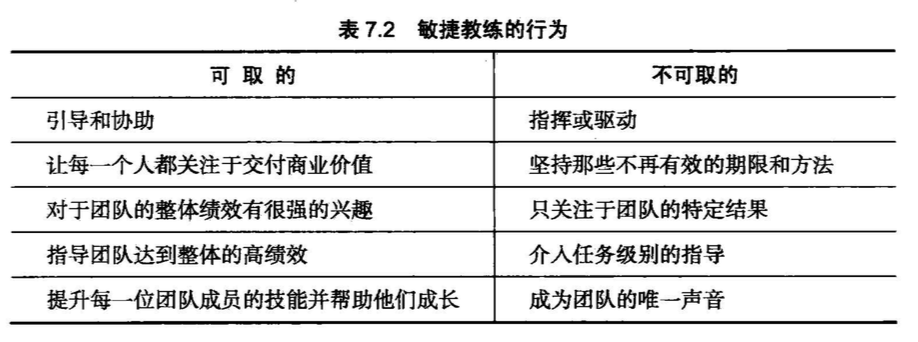 表 7.2 敏捷教练的行为
可 取 的 不可取的
引导和协助 指挥或驱动
让每一个人都关注于交付商业价值 坚持那些不再有效的期限和方法
对于团队的整体绩效有很强的兴趣 只关注于团队的特定结果
指导团队达到整体的高绩效 介入任务级别的指导
提升每一位团队成员的技能并帮助他们成长 成为团队的唯一声音